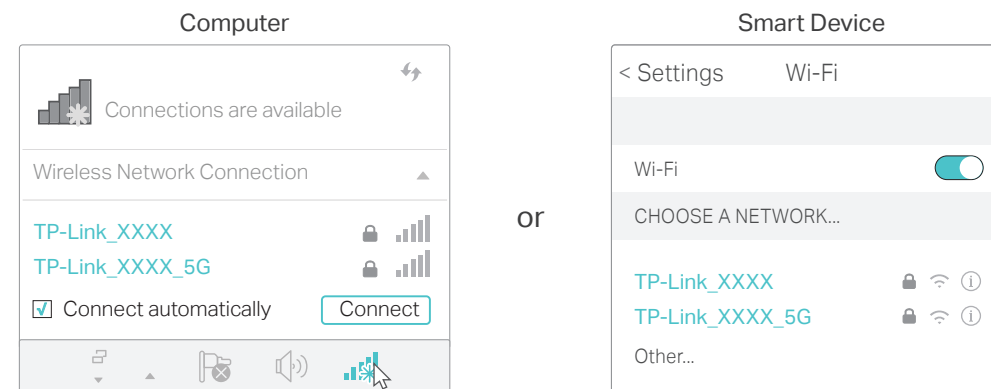 Computer
Connections are available
Wireless Network Connection
TP-Link_XXXX
TP-Link_XXXX_5G
Connect automatically
Connect
or
Smart Device
< Settings
Wi-Fi
Wi-Fi
CHOOSE A NETWORK...
TP-Link_XXXX
TP-Link_XXXX_5G
Other...